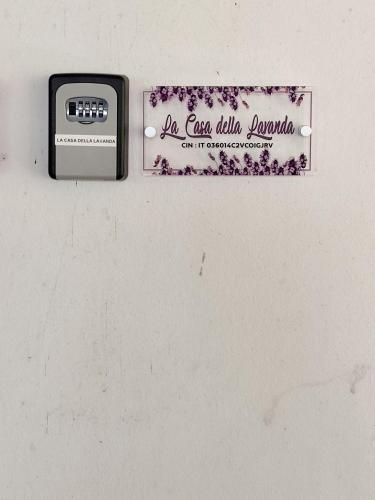 LA CASA DELLA LAVANDA
La Casa della Lavanda
CIN : IT 036014C2VCOIGJRV